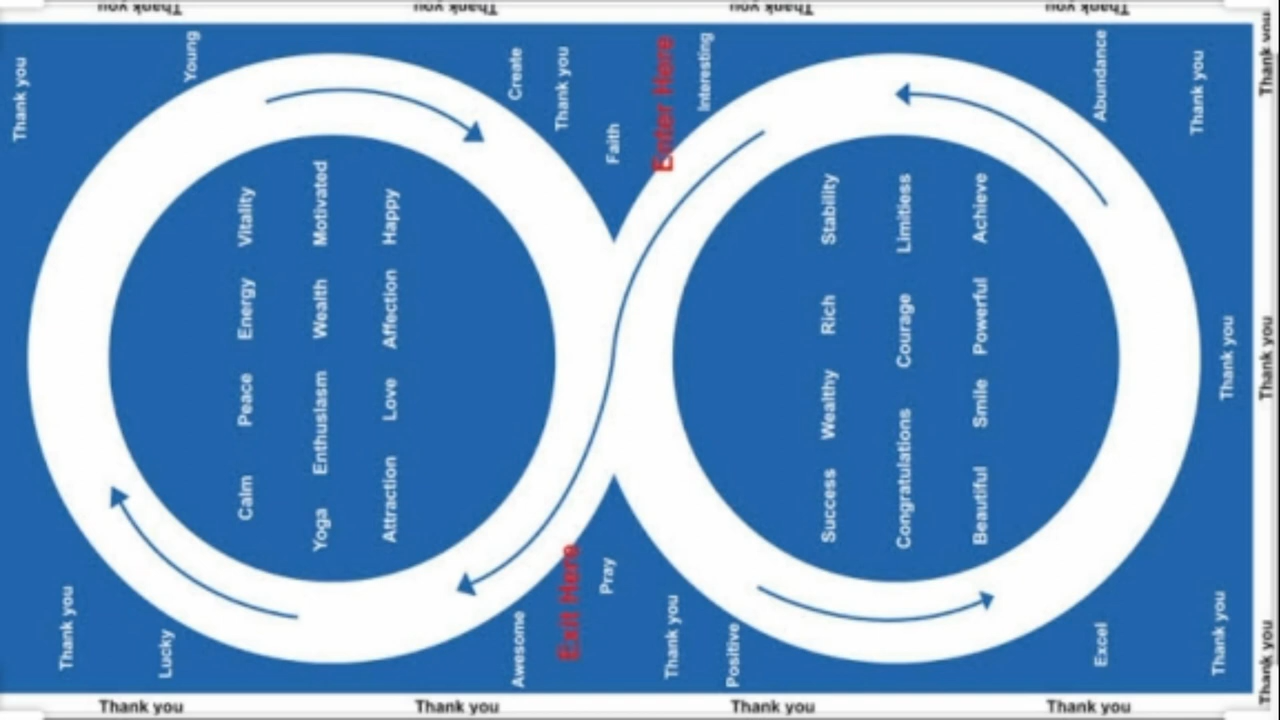 Thank you
Thank you
Lucky
Young
Calm Peace Energy Vitality
Yoga Enthusiasm Wealth Motivated
Attraction Love Affection Happy
Awesome
Create
Thank you
Exit Here
Pray
Faith
Enter Here
Thank you
Interesting
Positive
Success Wealthy Rich Stability
Congratulations Courage Limitless
Beautiful Smile Powerful Achieve
Excel
Abundance
Thank you
Thank you
Thank you
Thank you Thank you Thank you
Thank you Thank you Thank you Thank you
Thank you Thank you Thank you Thank you